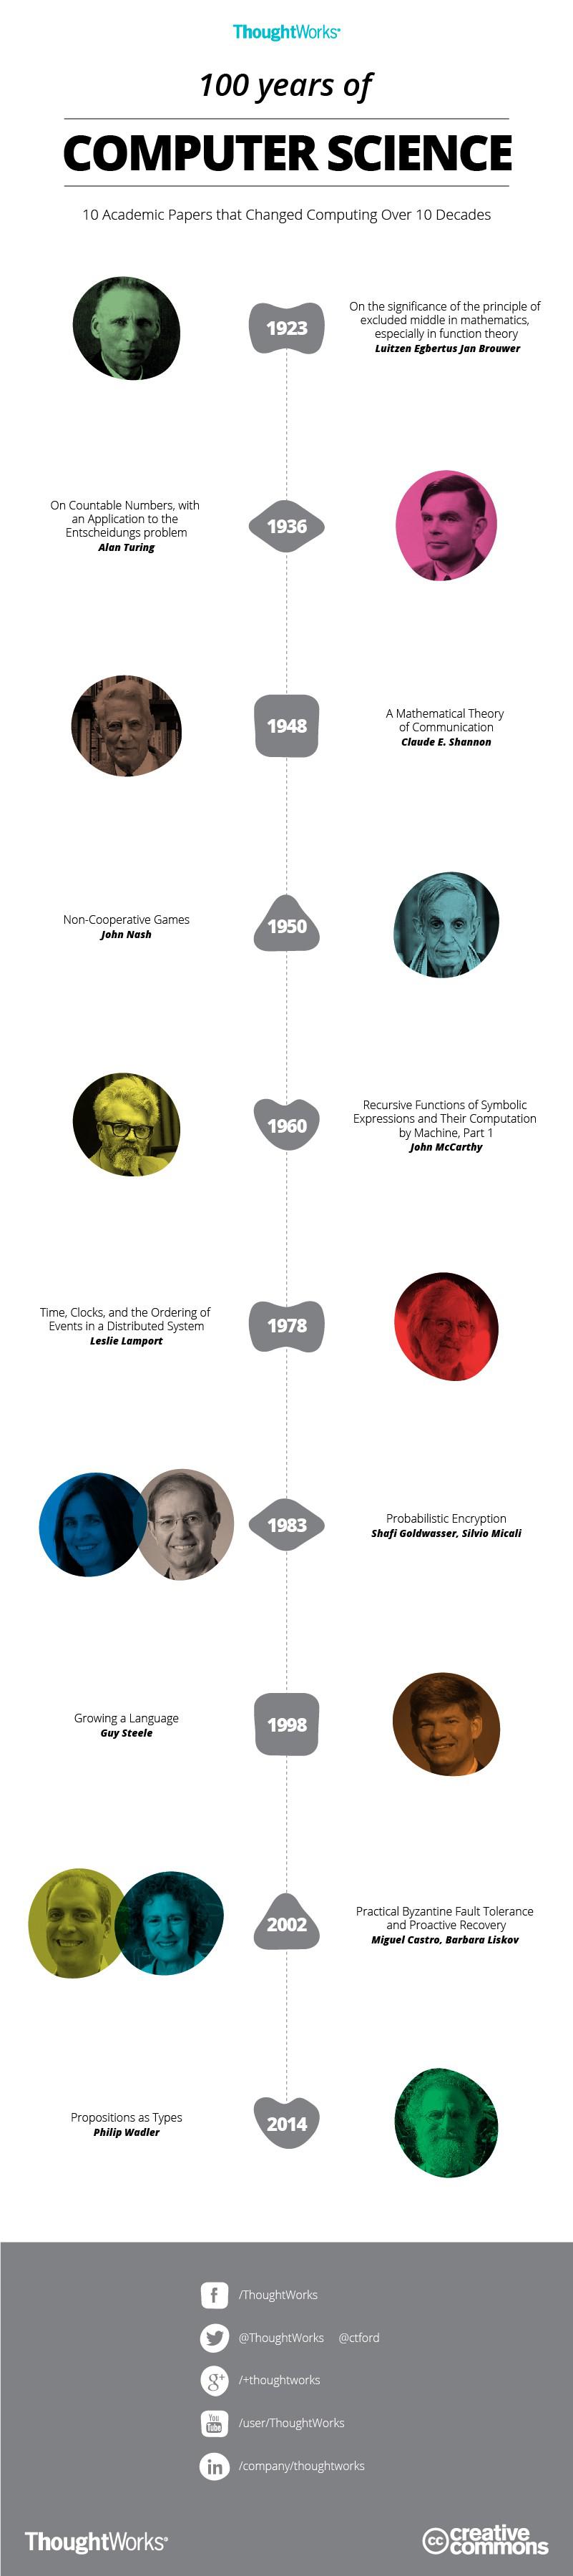 ThoughtWorks®
100 years of
COMPUTER SCIENCE
10 Academic Papers that Changed Computing Over 10 Decades
1923
On the significance of the principle of
excluded middle in mathematics,
especially in function theory
Luitzen Egbertus Jan Brouwer
On Countable Numbers, with
an Application to the
Entscheidungs problem
Alan Turing
1936
1948
A Mathematical Theory
of Communication
Claude E. Shannon
Non-Cooperative Games
John Nash
1950
1960
Recursive Functions of Symbolic
Expressions and Their Computation
by Machine, Part 1
John McCarthy
Time, Clocks, and the Ordering of
Events in a Distributed System
Leslie Lamport
1978
1983
Probabilistic Encryption
Shafi Goldwasser, Silvio Micali
Growing a Language
Guy Steele
1998
2002
Practical Byzantine Fault Tolerance
and Proactive Recovery
Miguel Castro, Barbara Liskov
Propositions as Types
Philip Wadler
2014
f /ThoughtWorks
@ThoughtWorks @ctford
g+ /+thoughtworks
You
Tube /user/ThoughtWorks
in /company/thoughtworks
ThoughtWorks®
cc creative
commons